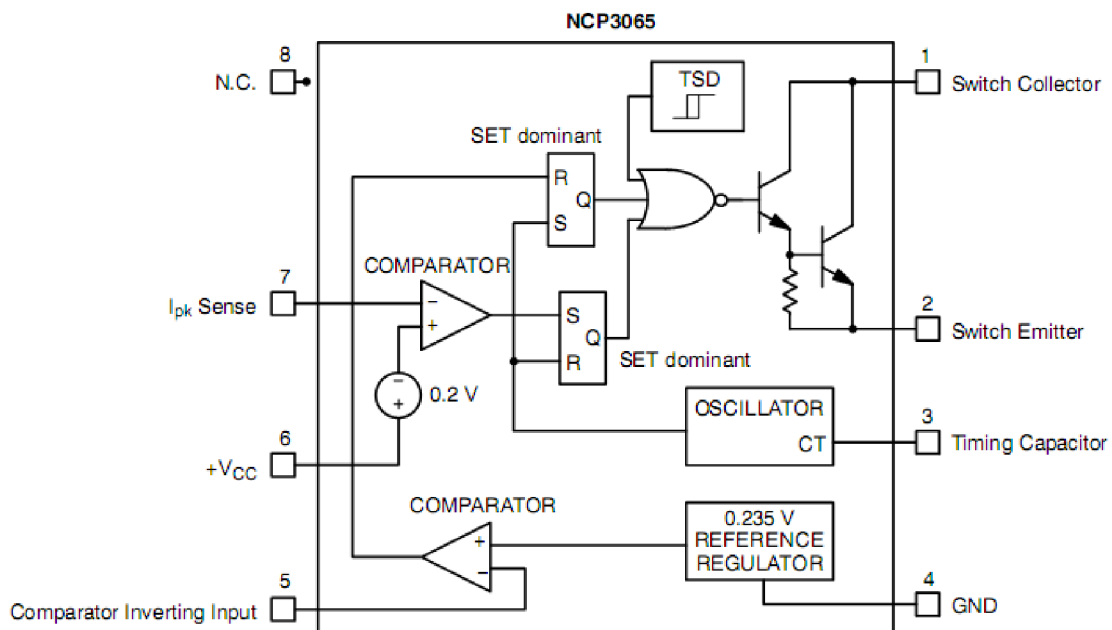 NCP3065
8
N.C.
1
Switch Collector
TSD
SET dominant
R
Q
S
COMPARATOR
7
Ipk Sense
−
+
S
Q
R
SET dominant
2
Switch Emitter
−
+
0.2 V
OSCILLATOR
CT
3
Timing Capacitor
6
+VCC
COMPARATOR
+
−
0.235 V
REFERENCE
REGULATOR
5
Comparator Inverting Input
4
GND